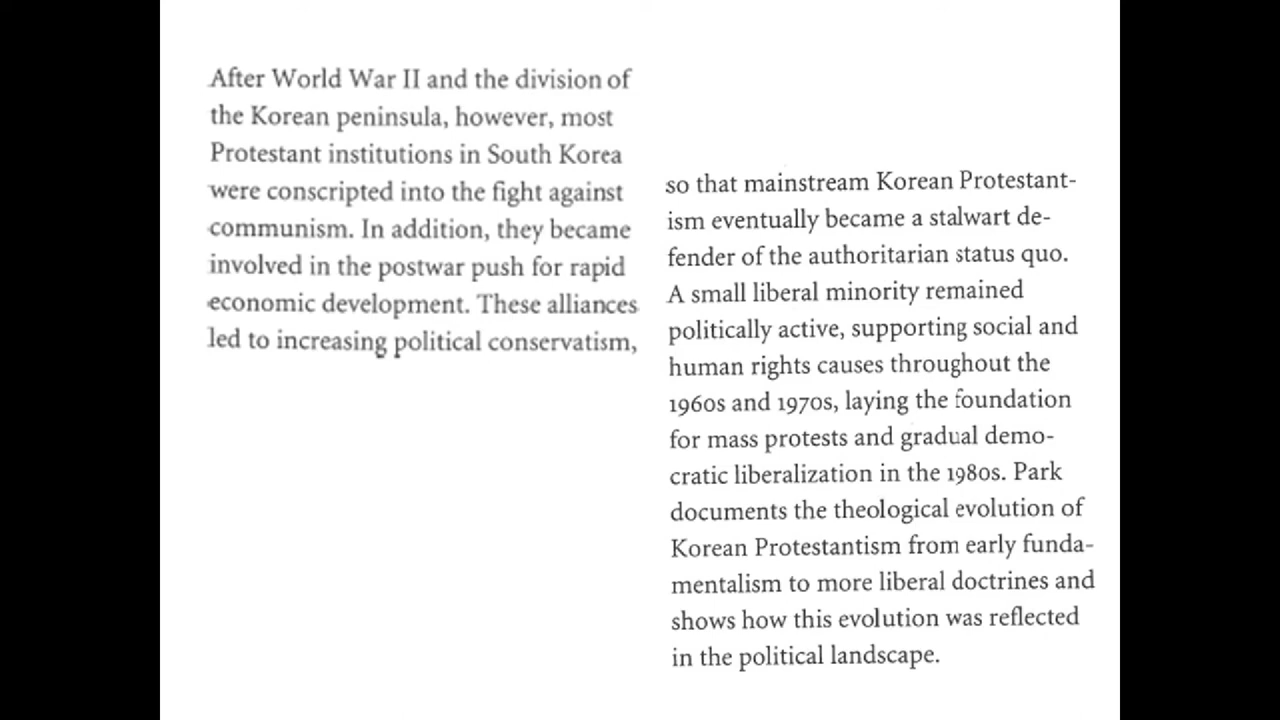 After World War II and the division of
the Korean peninsula, however, most
Protestant institutions in South Korea
were conscripted into the fight against
communism. In addition, they became
involved in the postwar push for rapid
economic development. These alliances
led to increasing political conservatism,
so that mainstream Korean Protestant-
ism eventually became a stalwart de-
fender of the authoritarian status quo.
A small liberal minority remained
politically active, supporting social and
human rights causes throughout the
1960s and 1970s, laying the foundation
for mass protests and gradual demo-
cratic liberalization in the 1980s. Park
documents the theological evolution of
Korean Protestantism from early funda-
mentalism to more liberal doctrines and
shows how this evolution was reflected
in the political landscape.